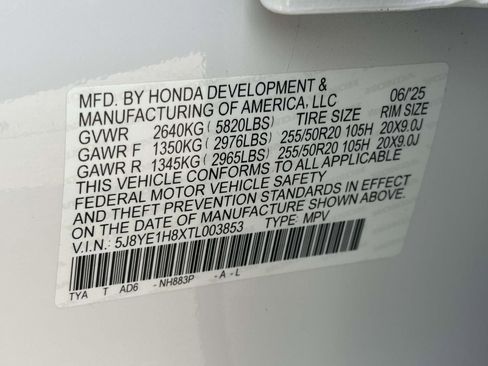 MFD. BY HONDA DEVELOPMENT &
MANUFACTURING OF AMERICA, LLC 06/'25
GVWR 2640KG ( 5820LBS) TIRE SIZE RIM SIZE
GAWR F 1350KG ( 2976LBS) 255/50R20 105H 20X9.0J
GAWR R 1345KG ( 2965LBS) 255/50R20 105H 20X9.0J
THIS VEHICLE CONFORMS TO ALL APPLICABLE
FEDERAL MOTOR VEHICLE SAFETY
AND THEFT PREVENTION STANDARDS IN EFFECT
ON THE DATE OF MANUFACTURE SHOWN ABOVE.
V.I.N: 5J8YE1H8XTL003853 TYPE: MPV
TYA T AD6 - NH883P - A - L